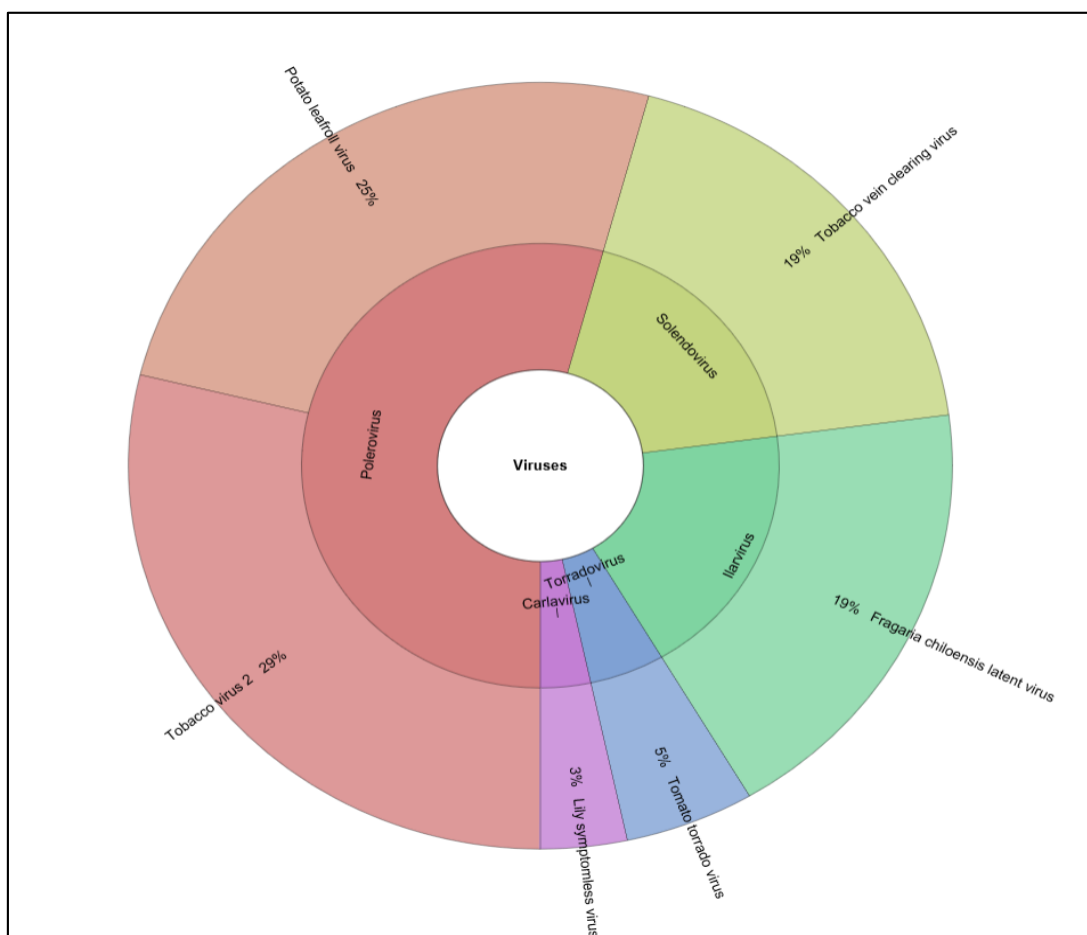 Potato leafroll virus 25%
19% Tobacco vein clearing virus
Solendovirus
Polerovirus
Viruses
Ilarvirus
Torradovirus
Carlavirus
19% Fragaria chiloensis latent virus
Tobacco virus 2 29%
3% Lily symptomless virus
5% Tomato torrado virus